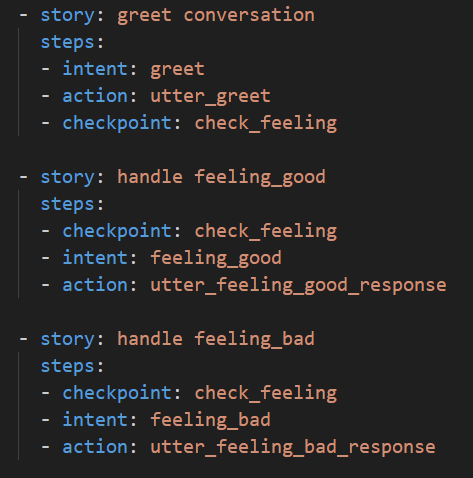 - story: greet conversation
  steps:
  - intent: greet
  - action: utter_greet
  - checkpoint: check_feeling

- story: handle feeling_good
  steps:
  - checkpoint: check_feeling
  - intent: feeling_good
  - action: utter_feeling_good_response

- story: handle feeling_bad
  steps:
  - checkpoint: check_feeling
  - intent: feeling_bad
  - action: utter_feeling_bad_response